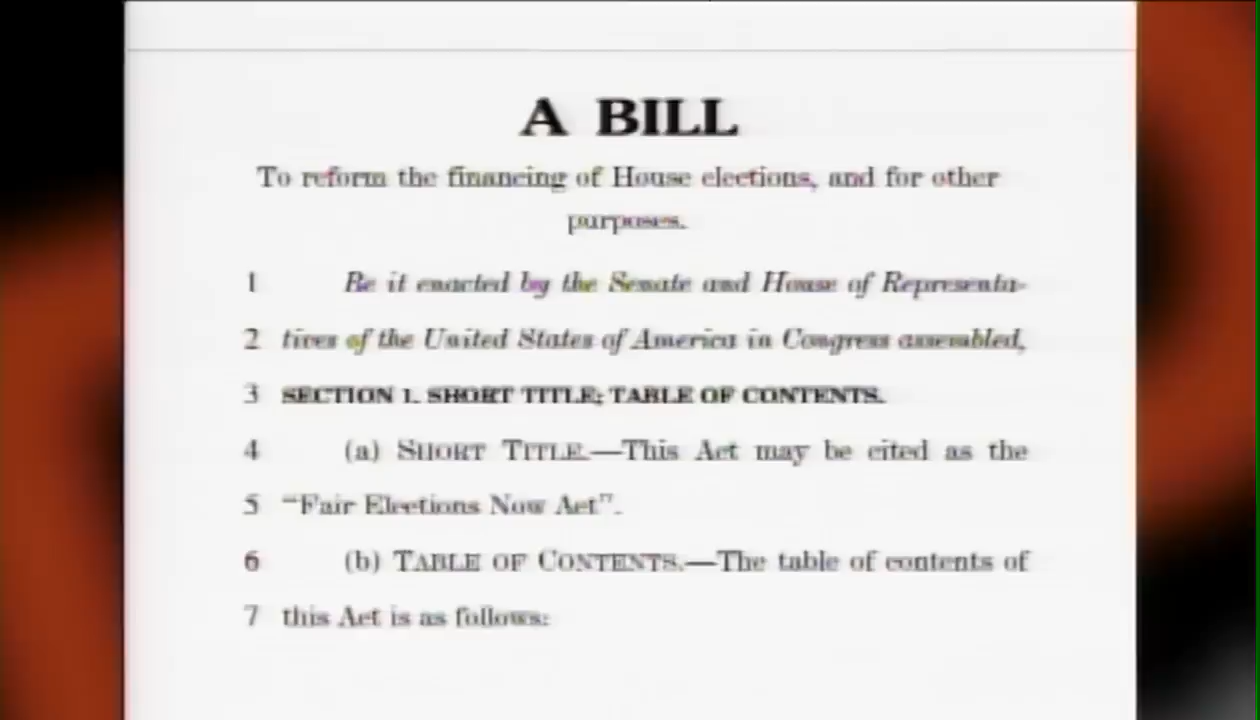 A BILL
To reform the financing of House elections, and for other
purposes.
1 Be it enacted by the Senate and House of Representa-
2 tives of the United States of America in Congress assembled,
3 SECTION 1. SHORT TITLE; TABLE OF CONTENTS.
4 (a) SHORT TITLE.—This Act may be cited as the
5 “Fair Elections Now Act”.
6 (b) TABLE OF CONTENTS.—The table of contents of
7 this Act is as follows: